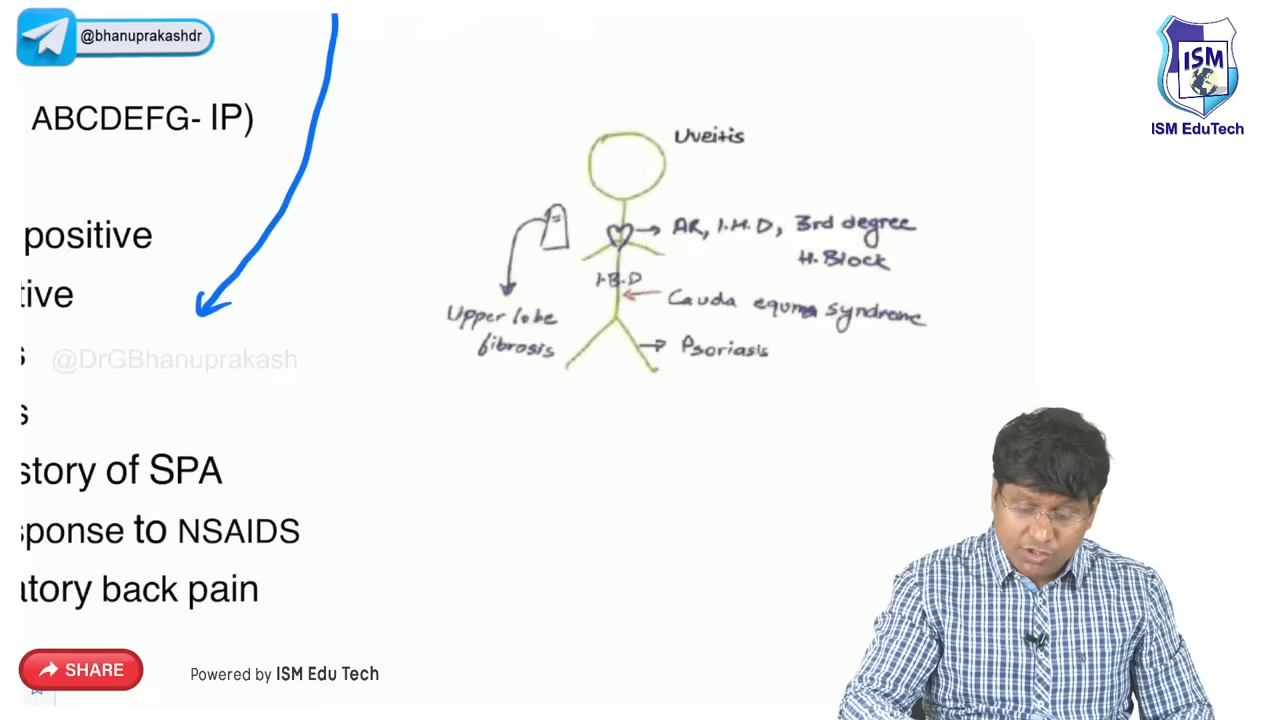 @bhanuprakashdr
ISM
ISM EduTech
ABCDEFG- IP)
positive
tive
s
@DrGBhanuprakash
s
story of SPA
sponse to NSAIDS
atory back pain
Uveitis
AR, I.H.D, 3rd degree
H. Block
I.B.D
Cauda equina syndrome
Upper lobe
fibrosis
Psoriasis
SHARE
Powered by ISM Edu Tech